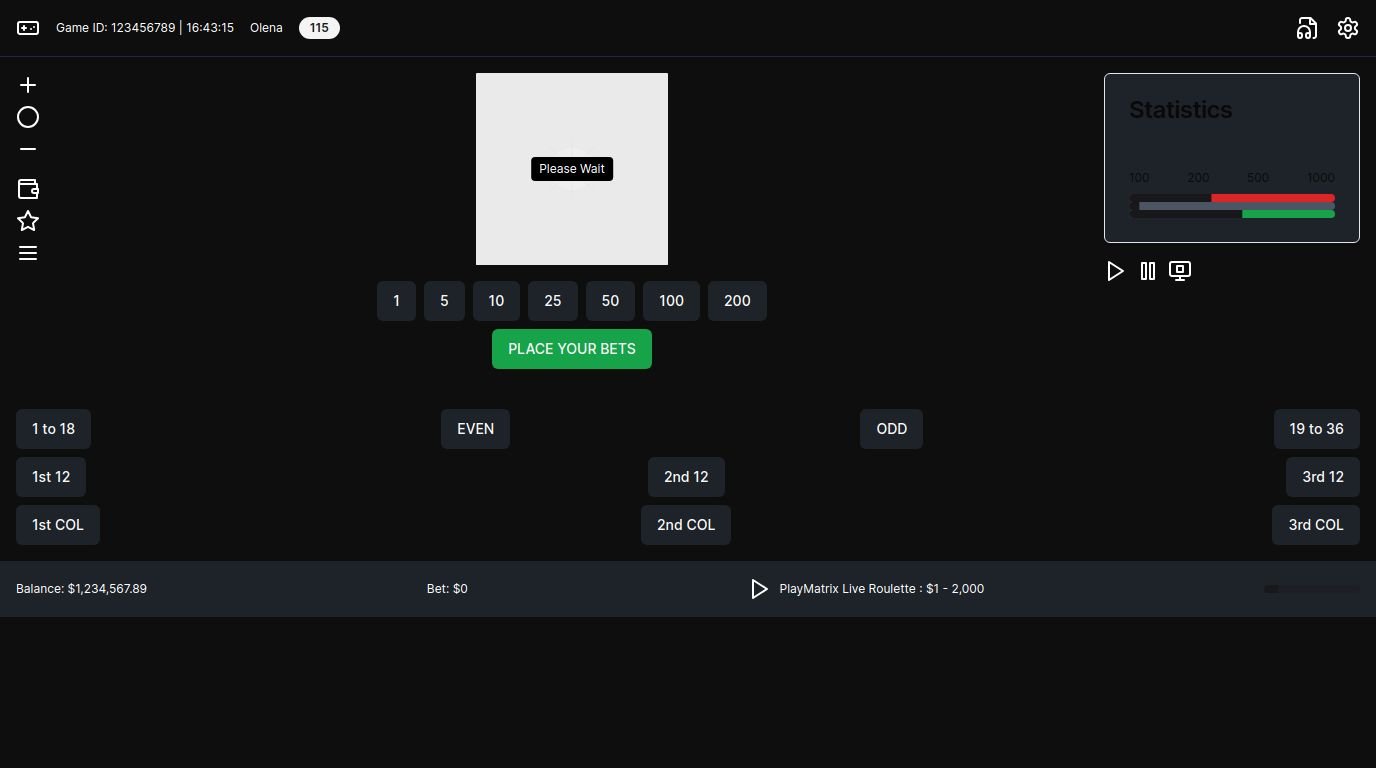 Game ID: 123456789 | 16:43:15 Olena 115
Please Wait
Statistics
100 200 500 1000
1 5 10 25 50 100 200
PLACE YOUR BETS
1 to 18 EVEN ODD 19 to 36
1st 12 2nd 12 3rd 12
1st COL 2nd COL 3rd COL
Balance: $1,234,567.89 Bet: $0 PlayMatrix Live Roulette : $1 - 2,000